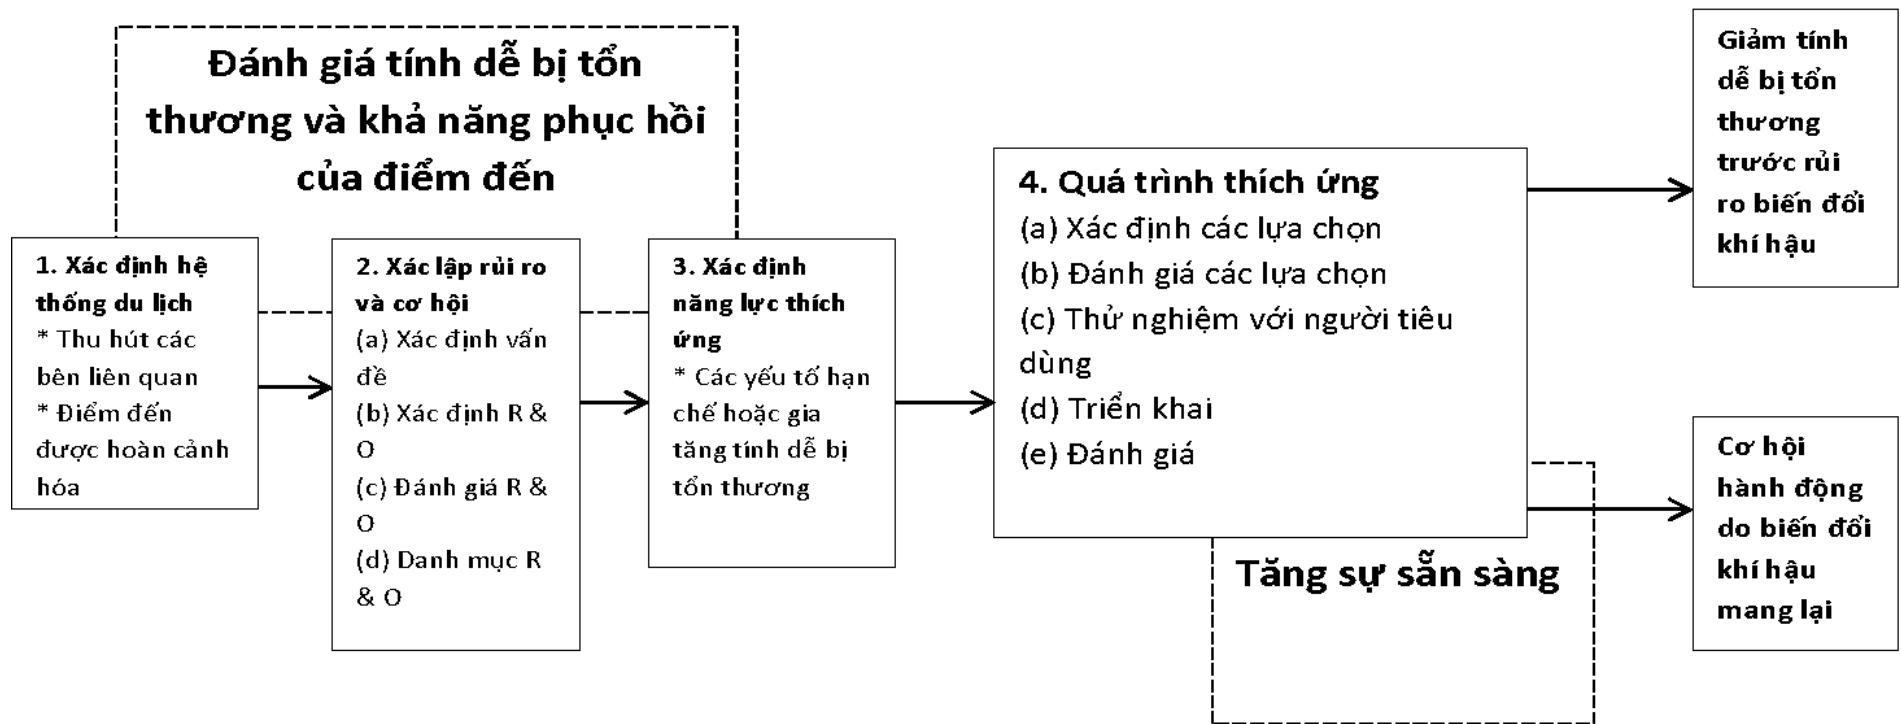 Đánh giá tính dễ bị tổn
thương và khả năng phục hồi
của điểm đến
1. Xác định hệ
thống du lịch
* Thu hút các
bên liên quan
* Điểm đến
được hoàn cảnh
hóa
2. Xác lập rủi ro
và cơ hội
(a) Xác định vấn
đề
(b) Xác định R &
O
(c) Đánh giá R &
O
(d) Danh mục R
& O
3. Xác định
năng lực thích
ứng
* Các yếu tố hạn
chế hoặc gia
tăng tính dễ bị
tổn thương
4. Quá trình thích ứng
(a) Xác định các lựa chọn
(b) Đánh giá các lựa chọn
(c) Thử nghiệm với người tiêu
dùng
(d) Triển khai
(e) Đánh giá
Tăng sự sẵn sàng
Giảm tính
dễ bị tổn
thương
trước rủi
ro biến đổi
khí hậu
Cơ hội
hành động
do biến đổi
khí hậu
mang lại